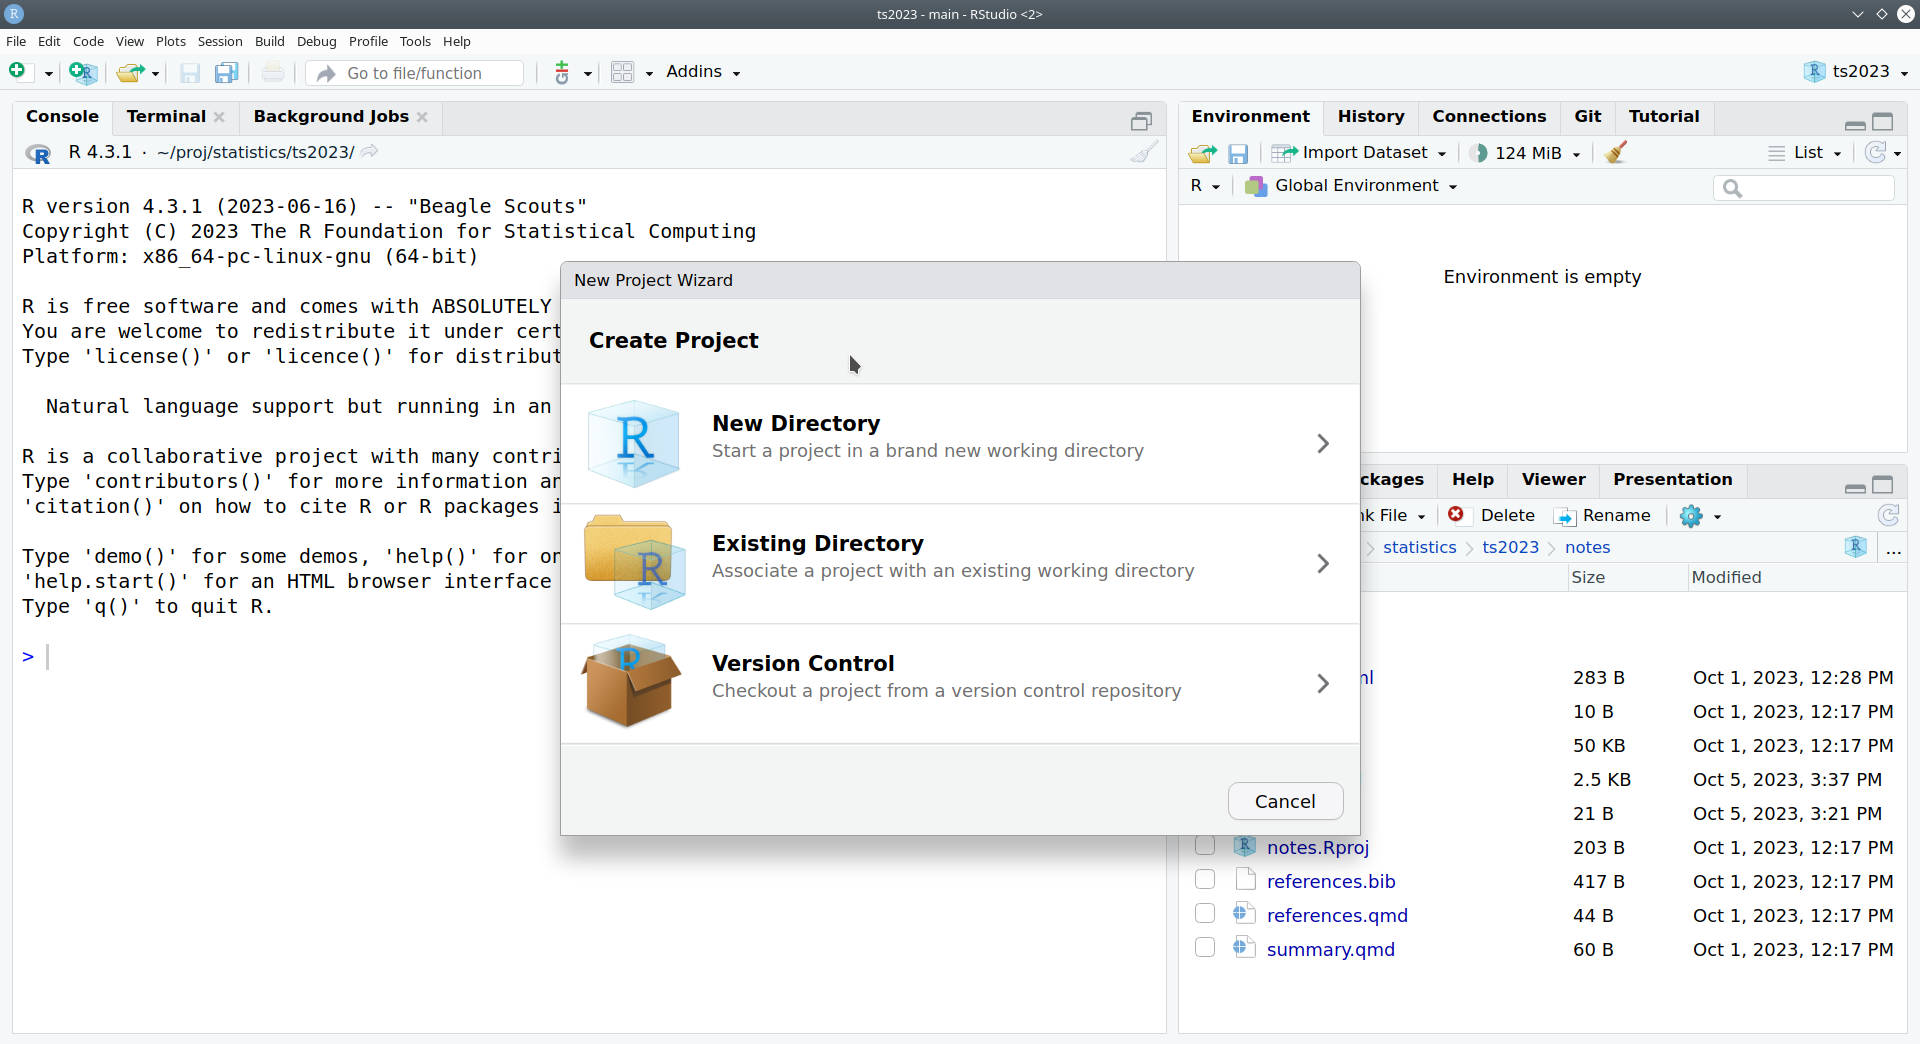 ts2023 - main - RStudio <2>
File Edit Code View Plots Session Build Debug Profile Tools Help
Go to file/function
Addins
ts2023
Console Terminal Background Jobs
R 4.3.1 · ~/proj/statistics/ts2023/
R version 4.3.1 (2023-06-16) -- "Beagle Scouts"
Copyright (C) 2023 The R Foundation for Statistical Computing
Platform: x86_64-pc-linux-gnu (64-bit)
R is free software and comes with ABSOLUTELY
You are welcome to redistribute it under cert
Type 'license()' or 'licence()' for distribut
Natural language support but running in an
R is a collaborative project with many contri
Type 'contributors()' for more information an
'citation()' on how to cite R or R packages i
Type 'demo()' for some demos, 'help()' for on
'help.start()' for an HTML browser interface
Type 'q()' to quit R.
>
New Project Wizard
Create Project
New Directory
Start a project in a brand new working directory
Existing Directory
Associate a project with an existing working directory
Version Control
Checkout a project from a version control repository
Cancel
Environment History Connections Git Tutorial
Import Dataset 124 MiB List
R Global Environment
Environment is empty
ckages Help Viewer Presentation
nk File Delete Rename
statistics ts2023 notes ...
Size Modified
ml 283 B Oct 1, 2023, 12:28 PM
10 B Oct 1, 2023, 12:17 PM
50 KB Oct 1, 2023, 12:17 PM
2.5 KB Oct 5, 2023, 3:37 PM
21 B Oct 5, 2023, 3:21 PM
notes.Rproj 203 B Oct 1, 2023, 12:17 PM
references.bib 417 B Oct 1, 2023, 12:17 PM
references.qmd 44 B Oct 1, 2023, 12:17 PM
summary.qmd 60 B Oct 1, 2023, 12:17 PM